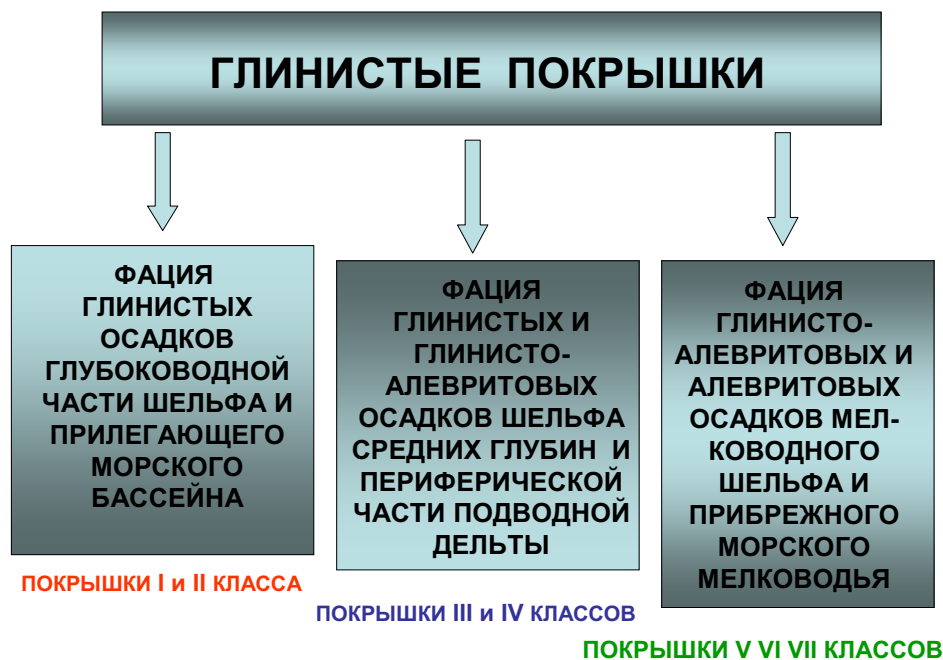 ГЛИНИСТЫЕ ПОКРЫШКИ
ФАЦИЯ
ГЛИНИСТЫХ
ОСАДКОВ
ГЛУБОКОВОДНОЙ
ЧАСТИ ШЕЛЬФА И
ПРИЛЕГАЮЩЕГО
МОРСКОГО
БАССЕЙНА
ПОКРЫШКИ I и II КЛАССА
ФАЦИЯ
ГЛИНИСТЫХ И
ГЛИНИСТО-
АЛЕВРИТОВЫХ
ОСАДКОВ ШЕЛЬФА
СРЕДНИХ ГЛУБИН И
ПЕРИФЕРИЧЕСКОЙ
ЧАСТИ ПОДВОДНОЙ
ДЕЛЬТЫ
ПОКРЫШКИ III и IV КЛАССОВ
ФАЦИЯ
ГЛИНИСТО-
АЛЕВРИТОВЫХ И
АЛЕВРИТОВЫХ
ОСАДКОВ МЕЛ-
КОВОДНОГО
ШЕЛЬФА И
ПРИБРЕЖНОГО
МОРСКОГО
МЕЛКОВОДЬЯ
ПОКРЫШКИ V VI VII КЛАССОВ